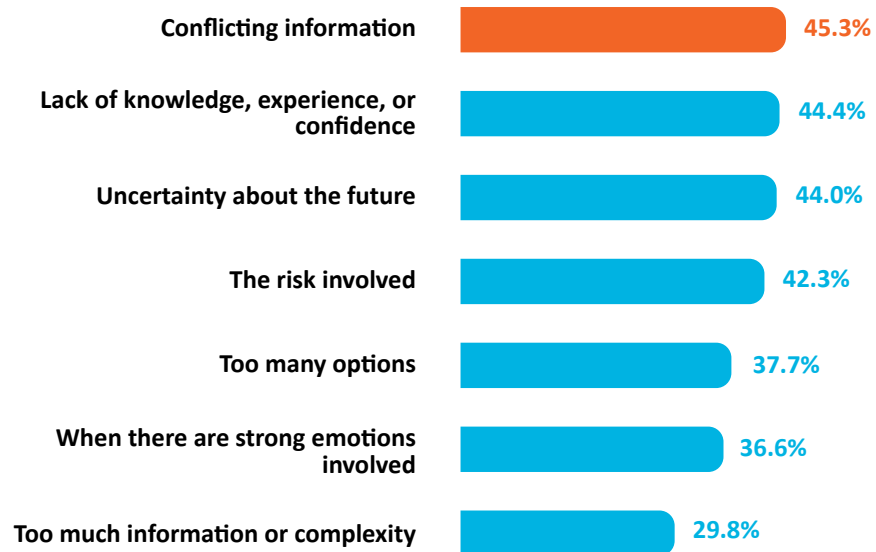 Conflicting information
45.3%
Lack of knowledge, experience, or
confidence
44.4%
Uncertainty about the future
44.0%
The risk involved
42.3%
Too many options
37.7%
When there are strong emotions
involved
36.6%
Too much information or complexity
29.8%